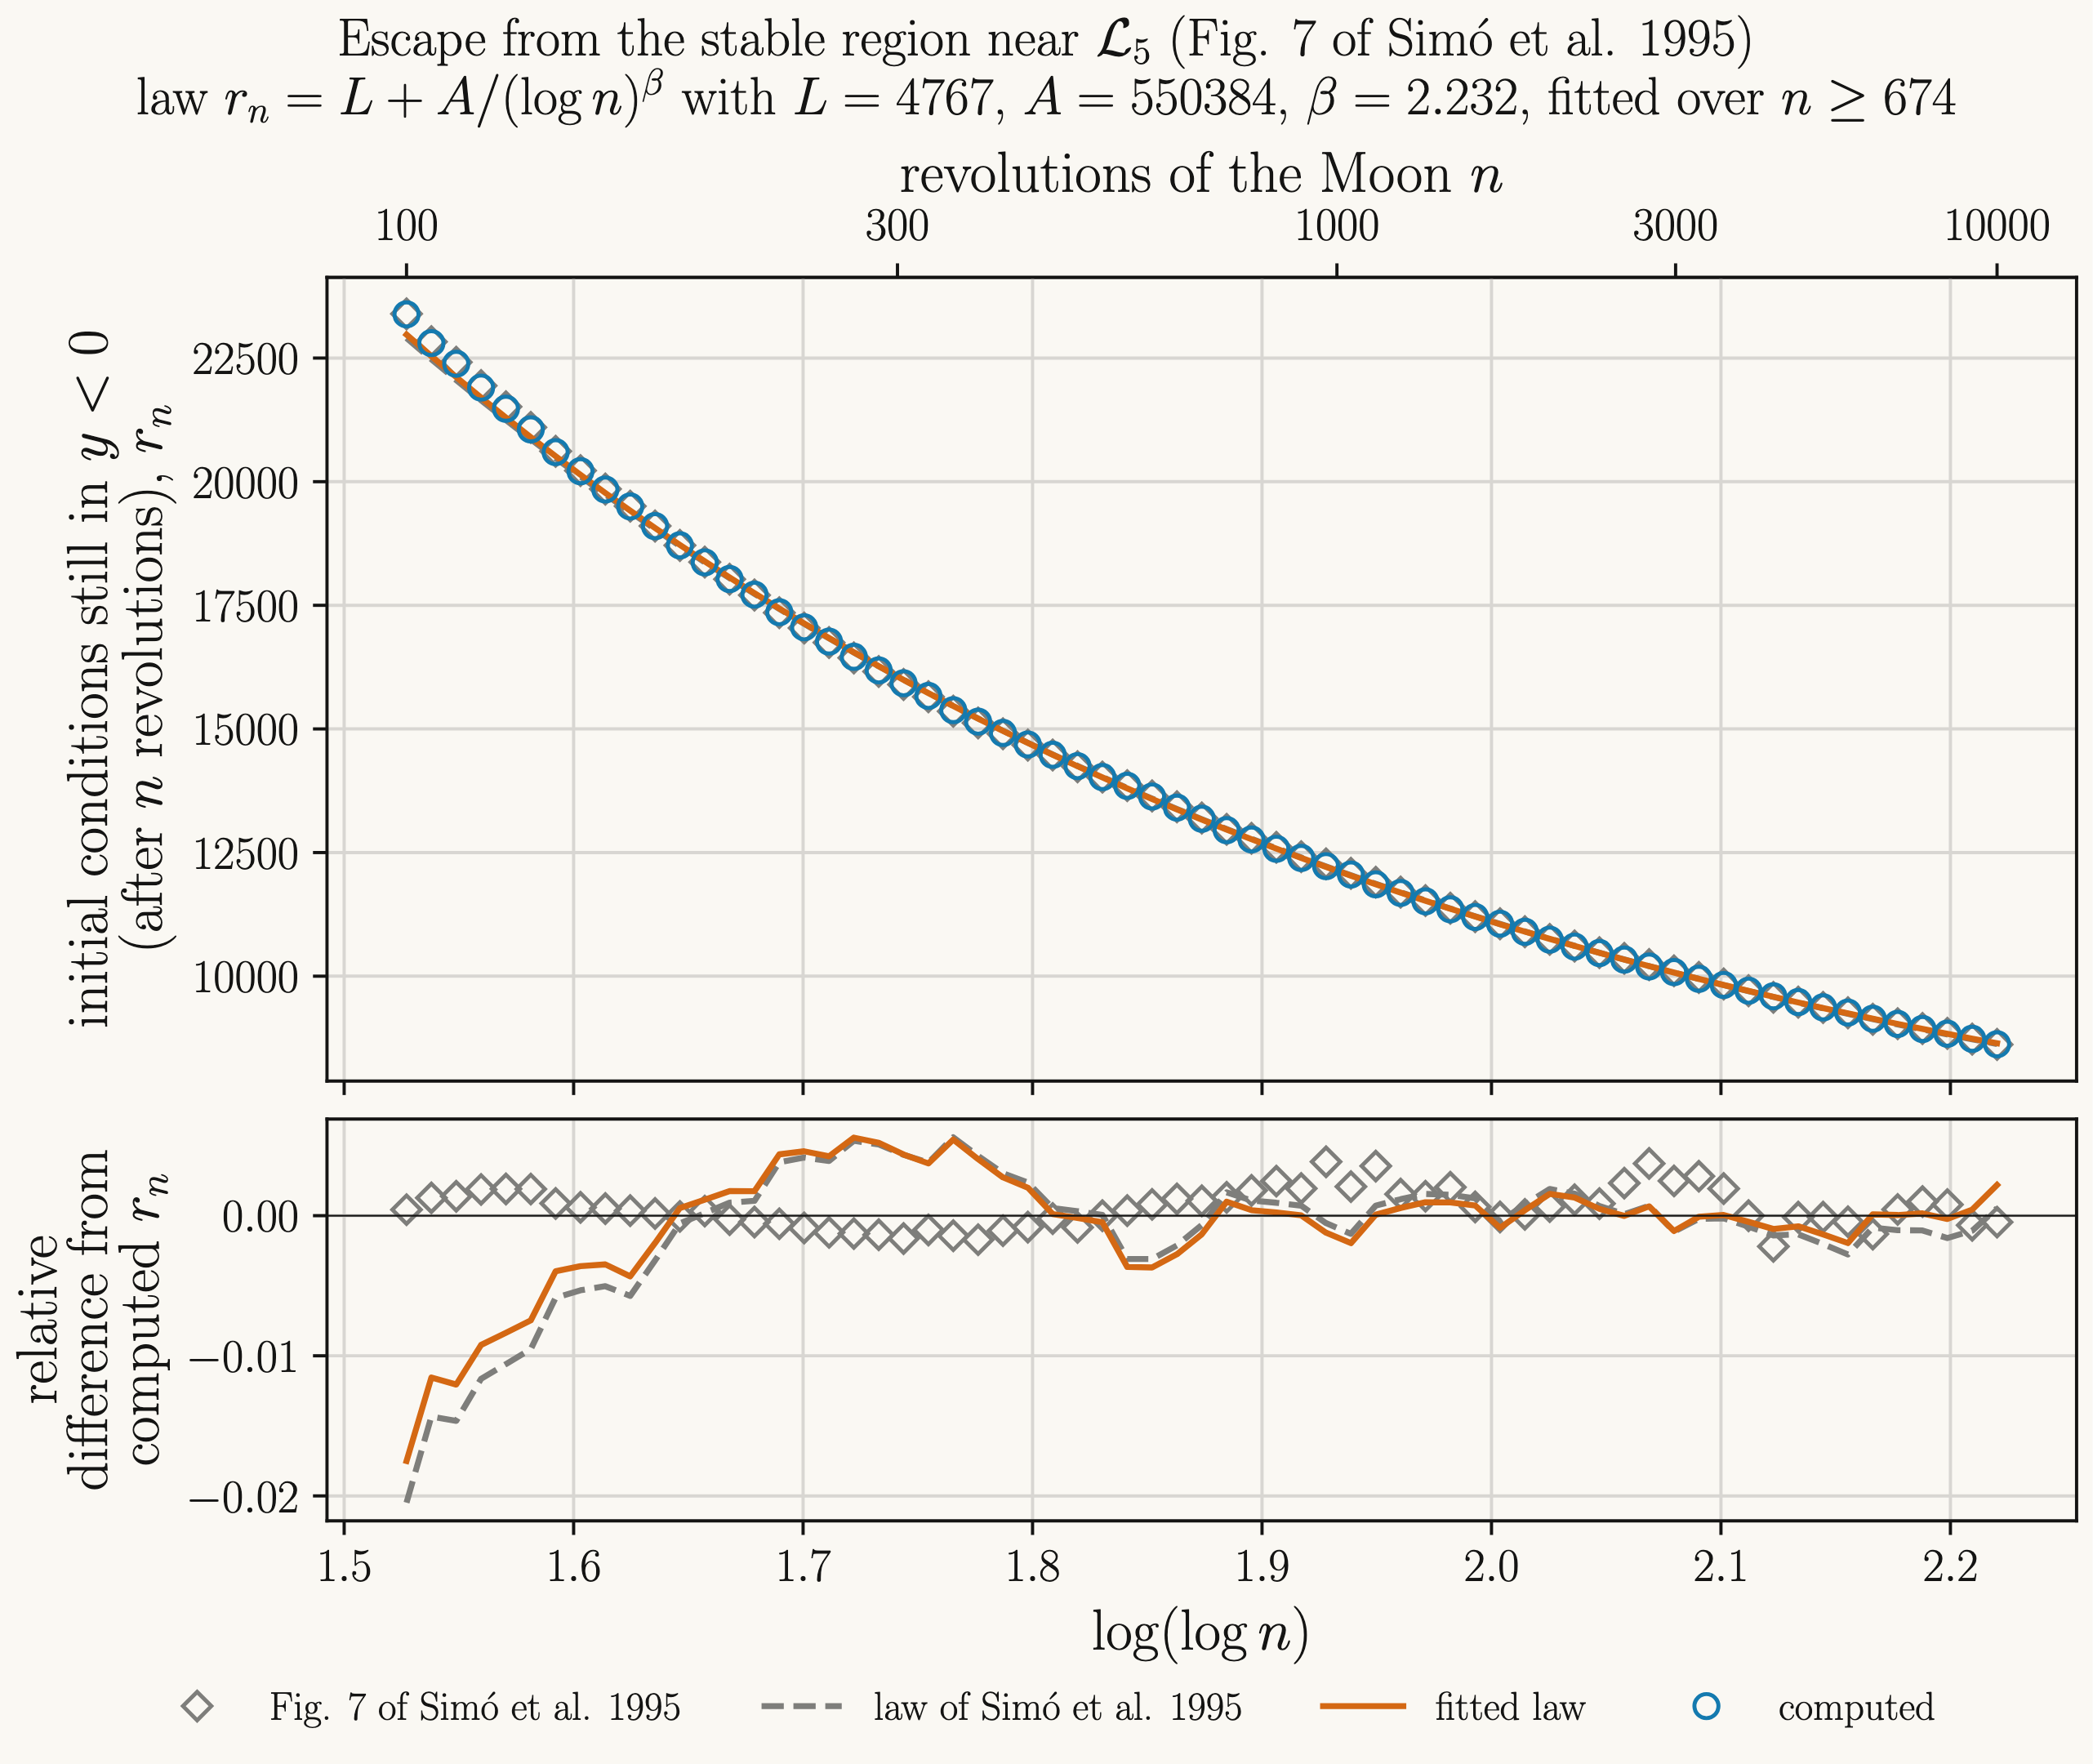 Escape from the stable region near 𝓛₅ (Fig. 7 of Simó et al. 1995)
law rₙ = L + A/(log n)^β with L = 4767, A = 550384, β = 2.232, fitted over n ≥ 674
revolutions of the Moon n
100 300 1000 3000 10000
initial conditions still in y < 0
(after n revolutions), rₙ
22500
20000
17500
15000
12500
10000
relative
difference from
computed rₙ
0.00
−0.01
−0.02
1.5 1.6 1.7 1.8 1.9 2.0 2.1 2.2
log(log n)
Fig. 7 of Simó et al. 1995 law of Simó et al. 1995 fitted law computed